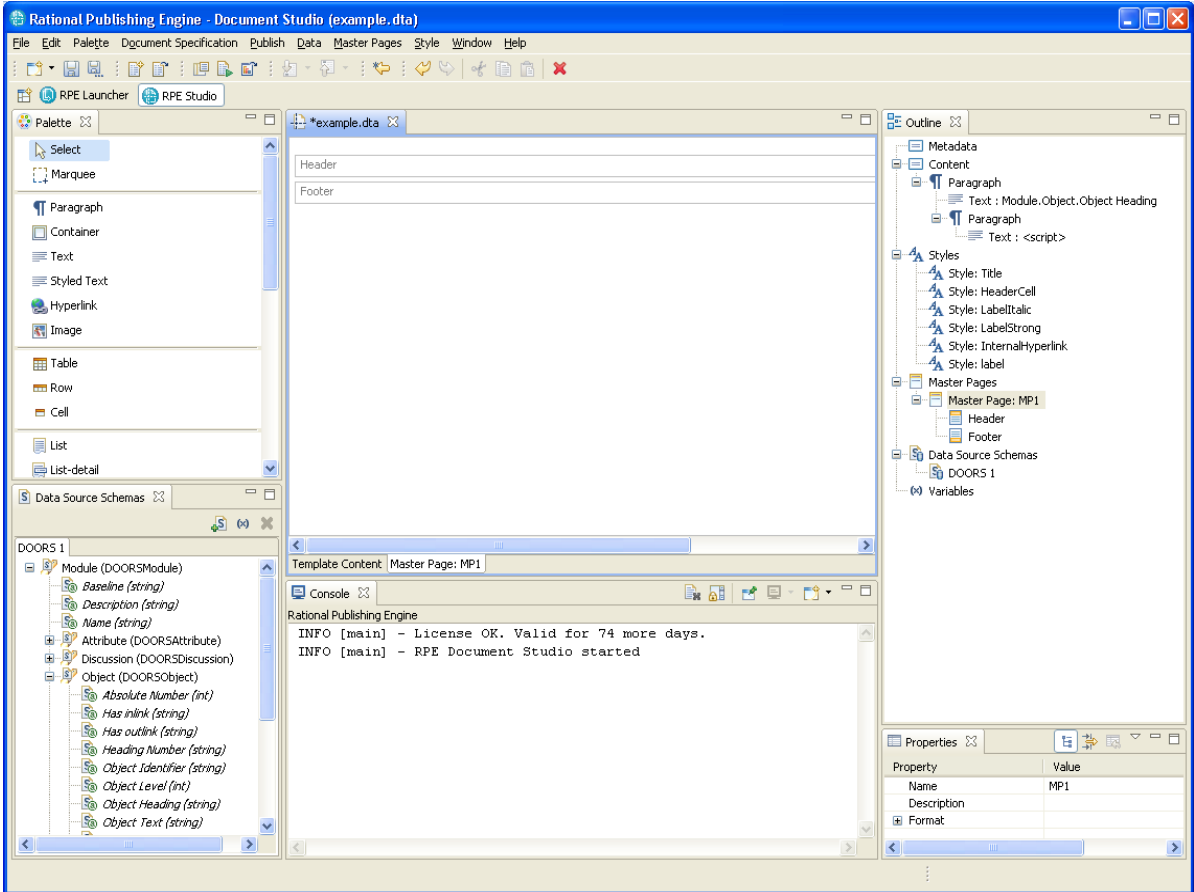 Rational Publishing Engine - Document Studio (example.dta)
File Edit Palette Document Specification Publish Data Master Pages Style Window Help
RPE Launcher RPE Studio
Palette
Select
Marquee
Paragraph
Container
Text
Styled Text
Hyperlink
Image
Table
Row
Cell
List
List-detail
Data Source Schemas
DOORS 1
Module (DOORSModule)
Baseline (string)
Description (string)
Name (string)
Attribute (DOORSAttribute)
Discussion (DOORSDiscussion)
Object (DOORSObject)
Absolute Number (int)
Has inlink (string)
Has outlink (string)
Heading Number (string)
Object Identifier (string)
Object Level (int)
Object Heading (string)
Object Text (string)
*example.dta
Header
Footer
Template Content Master Page: MP1
Console
Rational Publishing Engine
INFO [main] - License OK. Valid for 74 more days.
INFO [main] - RPE Document Studio started
Outline
Metadata
Content
Paragraph
Text : Module.Object.Object Heading
Paragraph
Text : <script>
Styles
Style: Title
Style: HeaderCell
Style: LabelItalic
Style: LabelStrong
Style: InternalHyperlink
Style: label
Master Pages
Master Page: MP1
Header
Footer
Data Source Schemas
DOORS 1
Variables
Properties
Property Value
Name MP1
Description
Format